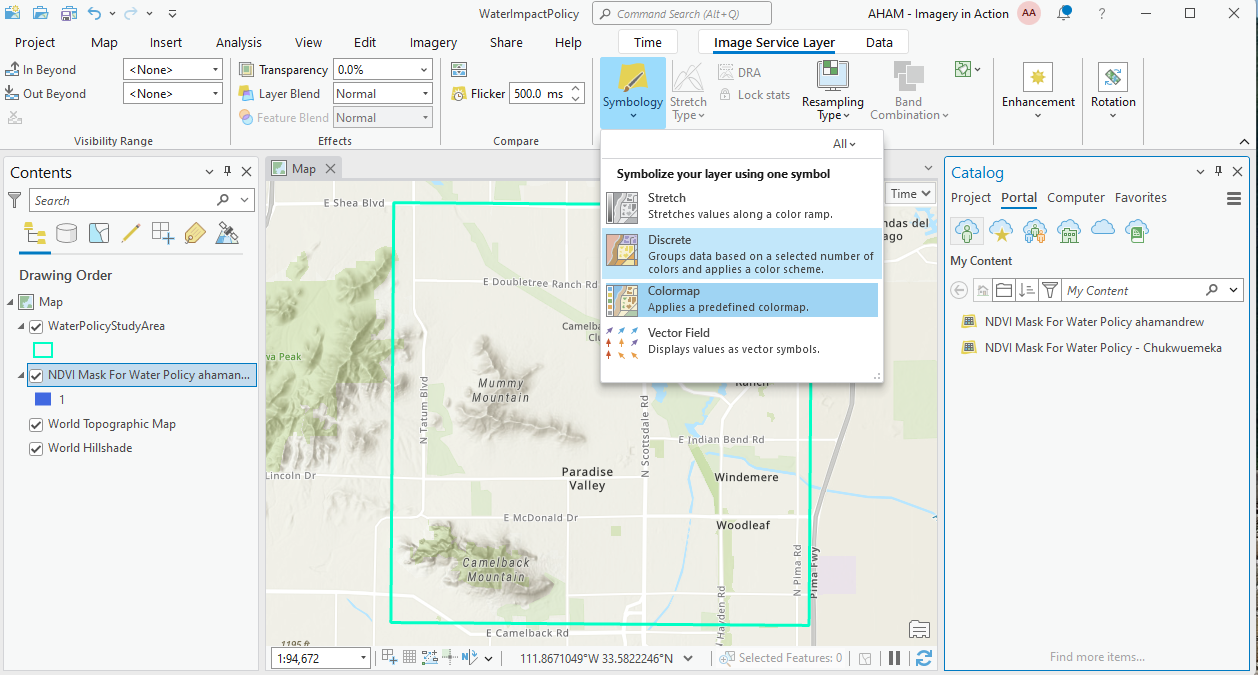 WaterImpactPolicy
Command Search (Alt+Q)
AHAM - Imagery in Action
AA
?
Project
Map
Insert
Analysis
View
Edit
Imagery
Share
Help
Time
Image Service Layer
Data
In Beyond
<None>
Out Beyond
<None>
Visibility Range
Transparency
0.0%
Layer Blend
Normal
Feature Blend
Normal
Effects
Flicker
500.0 ms
Compare
Symbology
Stretch
Type
DRA
Lock stats
Resampling
Type
Band
Combination
Enhancement
Rotation
All
Symbolize your layer using one symbol
Stretch
Stretches values along a color ramp.
Discrete
Groups data based on a selected number of
colors and applies a color scheme.
Colormap
Applies a predefined colormap.
Vector Field
Displays values as vector symbols.
Contents
Search
Drawing Order
Map
WaterPolicyStudyArea
NDVI Mask For Water Policy ahaman...
1
World Topographic Map
World Hillshade
Map
Time
E Shea Blvd
ndas del
ago
E Doubletree Ranch Rd
Camelb
Clu
wa Peak
Mummy
Mountain
N Tatum Blvd
Ranch
N Scottsdale Rd
E Indian Bend Rd
Lincoln Dr
Paradise
Valley
Windemere
E McDonald Dr
Woodleaf
Camelback
Mountain
N Pima Rd
Pima Fwy
N Hayden Rd
E Camelback Rd
1195 ft
1:94,672
111.8671049°W 33.5822246°N
Selected Features: 0
Catalog
Project
Portal
Computer
Favorites
My Content
My Content
NDVI Mask For Water Policy ahamandrew
NDVI Mask For Water Policy - Chukwuemeka
Find more items...